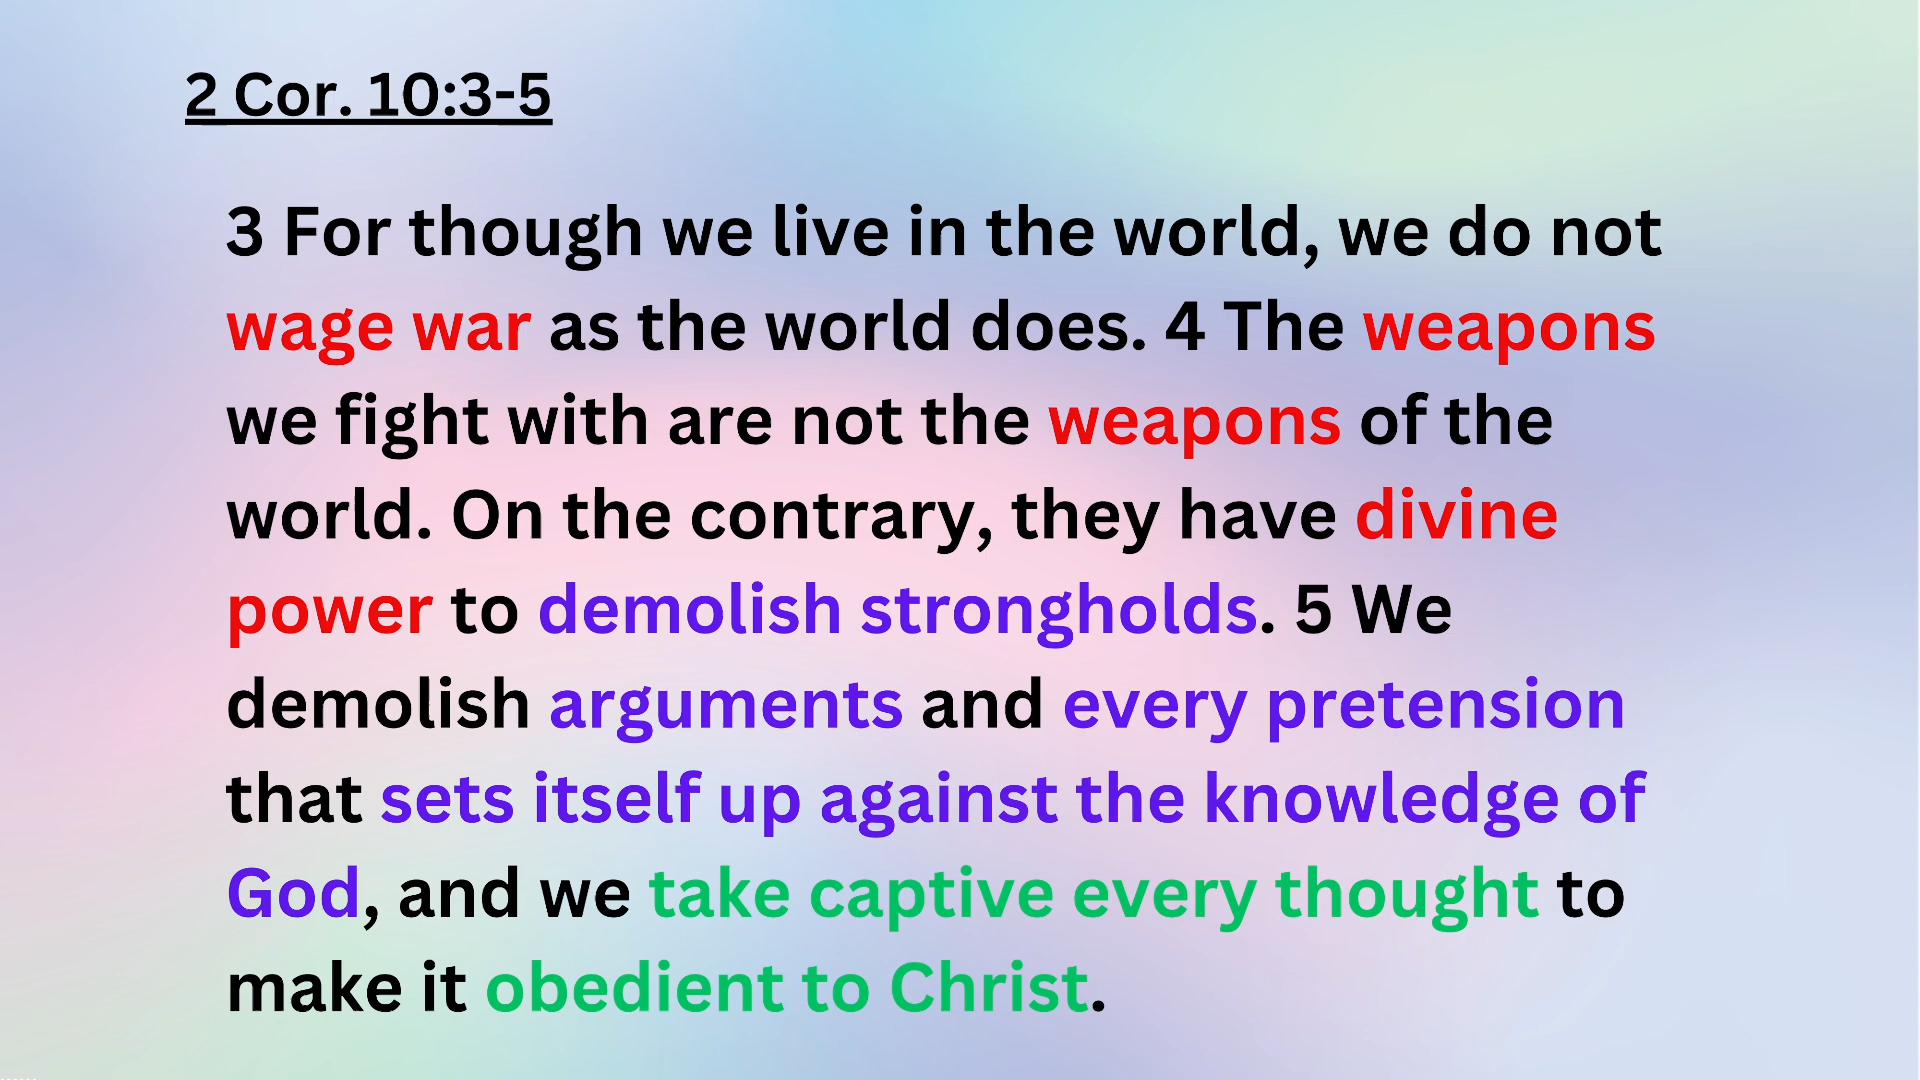 2 Cor. 10:3-5
3 For though we live in the world, we do not
wage war as the world does. 4 The weapons
we fight with are not the weapons of the
world. On the contrary, they have divine
power to demolish strongholds. 5 We
demolish arguments and every pretension
that sets itself up against the knowledge of
God, and we take captive every thought to
make it obedient to Christ.